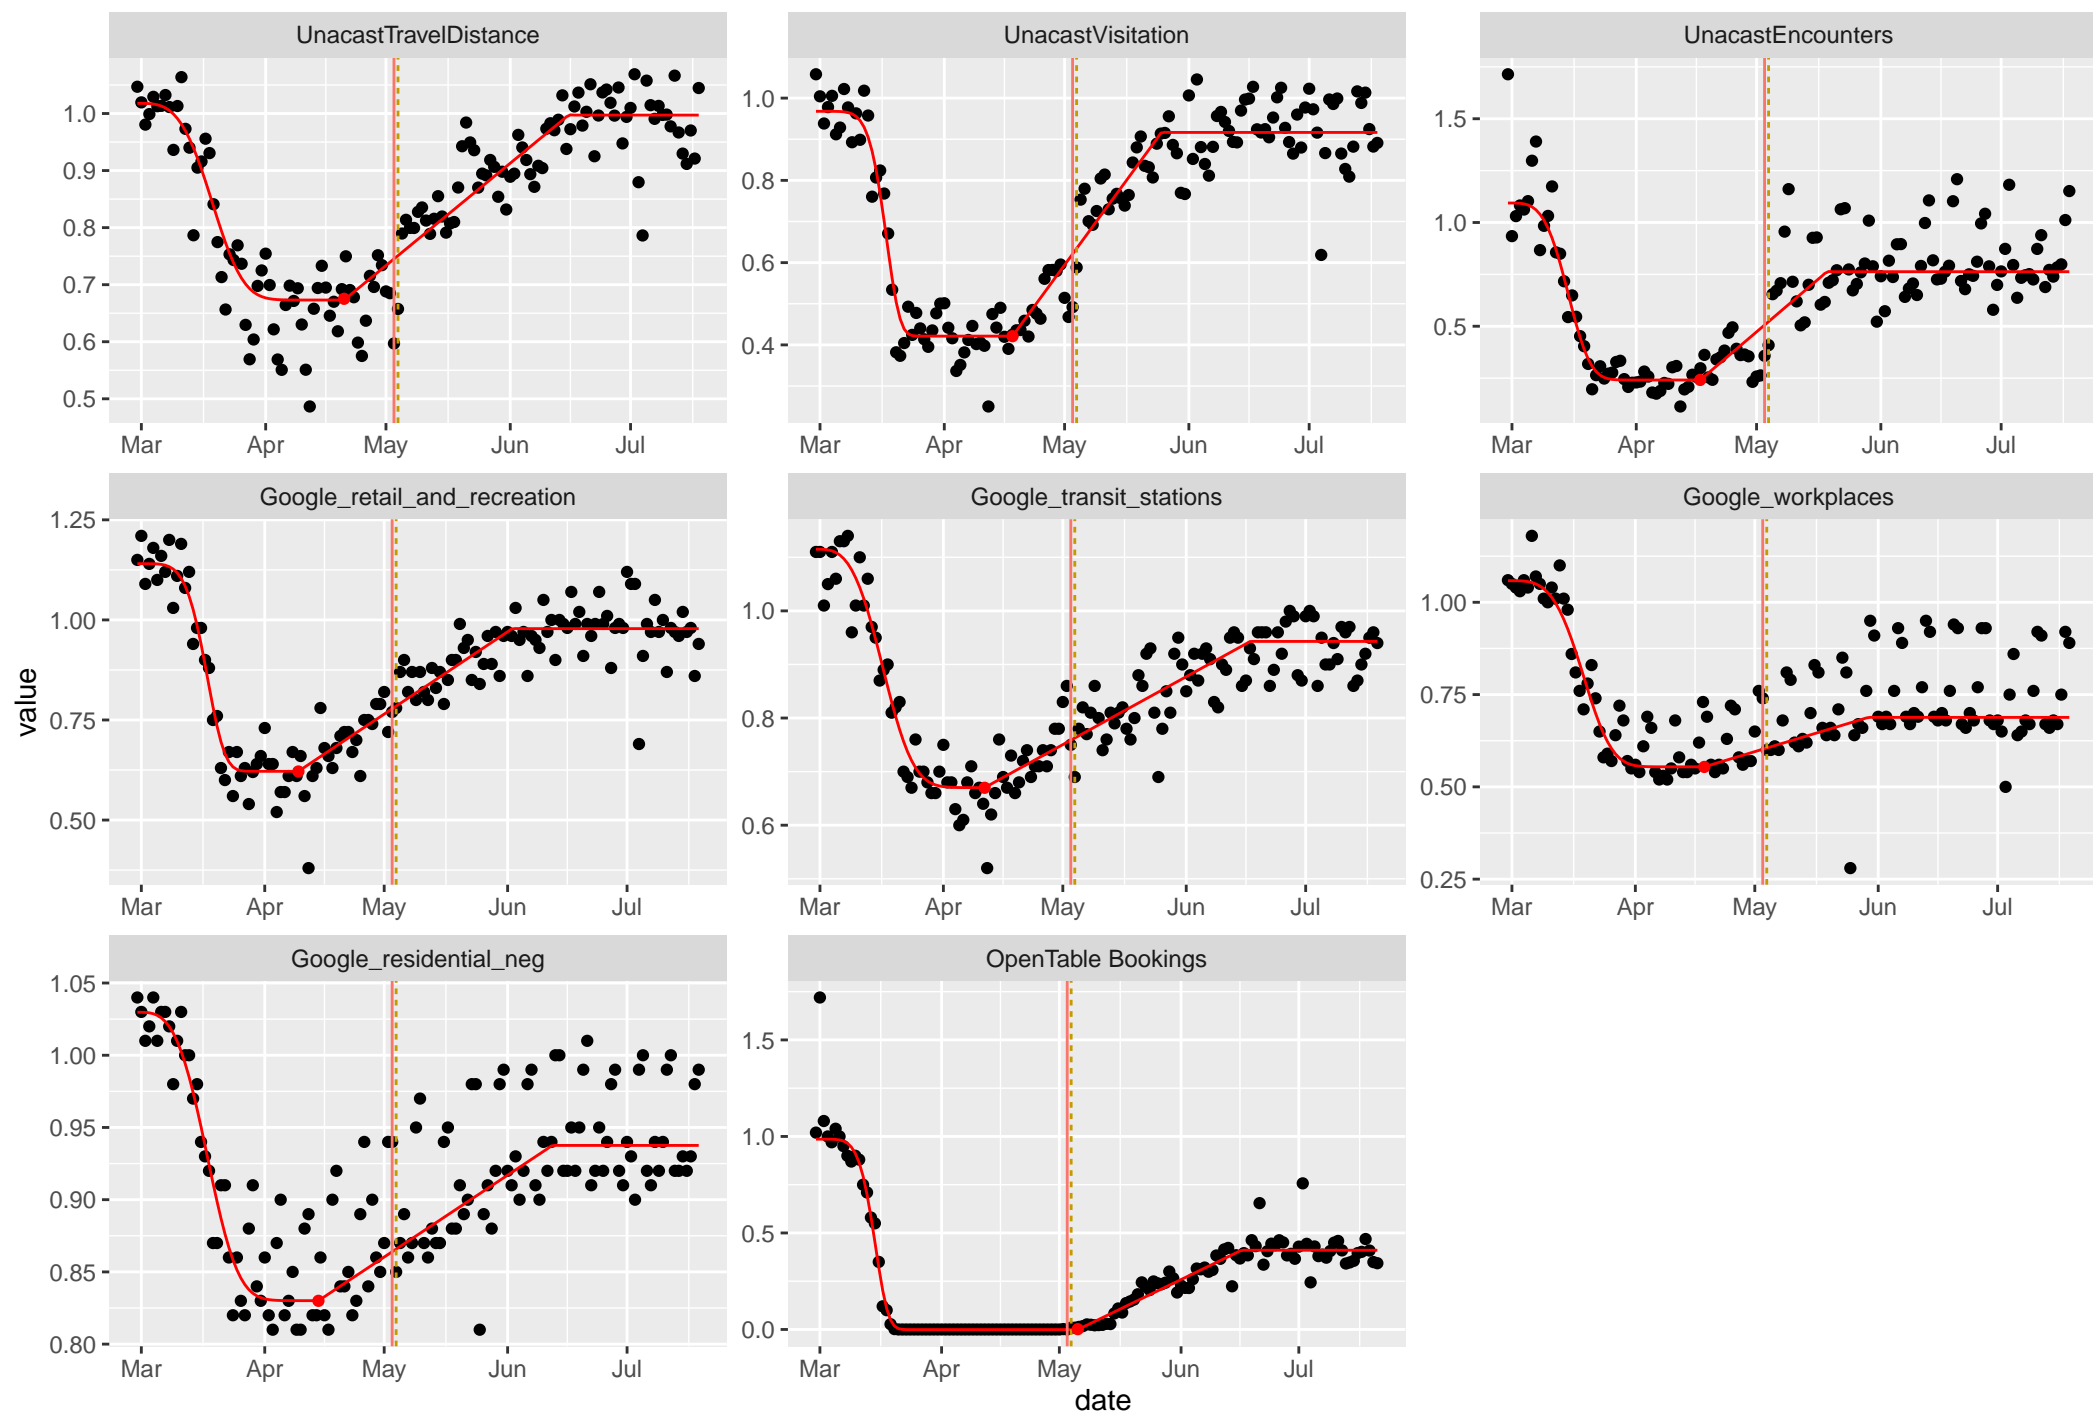 UnacastTravelDistance
UnacastVisitation
UnacastEncounters
1.0
0.9
0.8
0.7
0.6
0.5
Mar Apr May Jun Jul
1.0
0.8
0.6
0.4
Mar Apr May Jun Jul
1.5
1.0
0.5
Mar Apr May Jun Jul
Google_retail_and_recreation
Google_transit_stations
Google_workplaces
value
1.25
1.00
0.75
0.50
Mar Apr May Jun Jul
1.0
0.8
0.6
Mar Apr May Jun Jul
1.00
0.75
0.50
0.25
Mar Apr May Jun Jul
Google_residential_neg
OpenTable Bookings
1.05
1.00
0.95
0.90
0.85
0.80
Mar Apr May Jun Jul
1.5
1.0
0.5
0.0
Mar Apr May Jun Jul
date